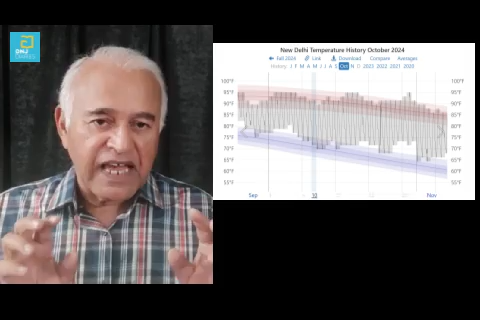 New Delhi Temperature History October 2024
Fall 2024 Link Download Compare Averages
History: J F M A M J J A S Oct N D 2023 2022 2021 2020
100°F 100°F
95°F 95°F
90°F 90°F
85°F 85°F
80°F 80°F
75°F 75°F
70°F 70°F
65°F 65°F
60°F 60°F
55°F 55°F
Sep 10 Nov